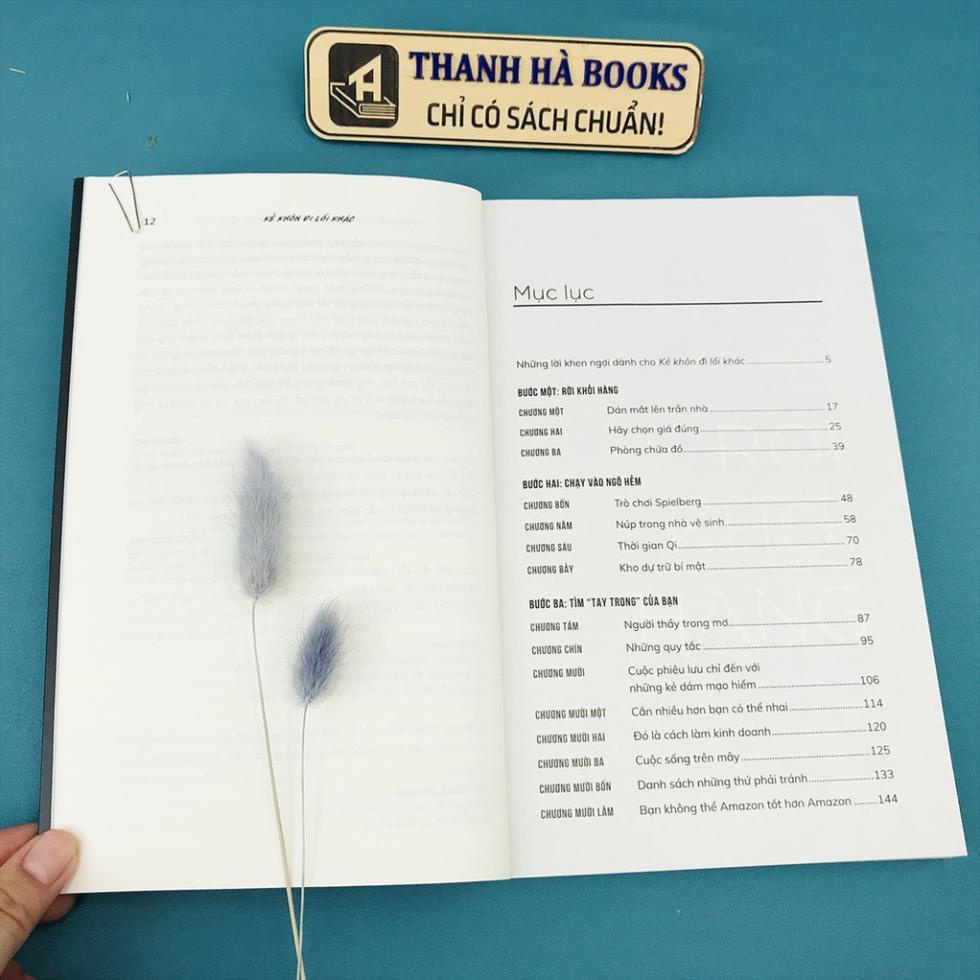 THANH HÀ BOOKS
CHỈ CÓ SÁCH CHUẨN!
12
KẺ KHÔN ĐI LỐI KHÁC
Mục lục
Những lời khen ngợi dành cho Kẻ khôn đi lối khác 5
BƯỚC MỘT: RỜI KHỎI HÀNG
CHƯƠNG MỘT Dán mắt lên trần nhà 17
CHƯƠNG HAI Hãy chọn giá đúng 25
CHƯƠNG BA Phòng chứa đồ 39
BƯỚC HAI: CHẠY VÀO NGÕ HẺM
CHƯƠNG BỐN Trò chơi Spielberg 48
CHƯƠNG NĂM Núp trong nhà vệ sinh 58
CHƯƠNG SÁU Thời gian Qi 70
CHƯƠNG BẢY Kho dự trữ bí mật 78
BƯỚC BA: TÌM “TAY TRONG” CỦA BẠN
CHƯƠNG TÁM Người thầy trong mơ 87
CHƯƠNG CHÍN Những quy tắc 95
CHƯƠNG MƯỜI Cuộc phiêu lưu chỉ đến với
những kẻ dám mạo hiểm 106
CHƯƠNG MƯỜI MỘT Cắn nhiều hơn bạn có thể nhai 114
CHƯƠNG MƯỜI HAI Đó là cách làm kinh doanh 120
CHƯƠNG MƯỜI BA Cuộc sống trên mây 125
CHƯƠNG MƯỜI BỐN Danh sách những thứ phải tránh 133
CHƯƠNG MƯỜI LĂM Bạn không thể Amazon tốt hơn Amazon 144